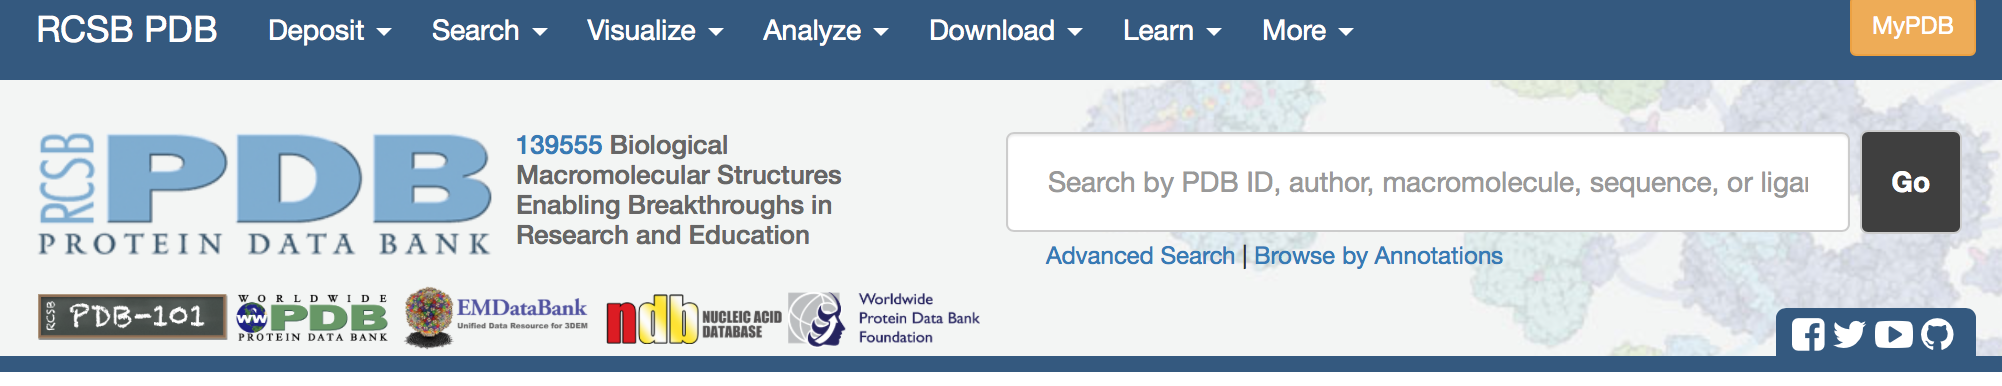 RCSB PDB Deposit Search Visualize Analyze Download Learn More MyPDB
RCSB PDB
PROTEIN DATA BANK
139555 Biological
Macromolecular Structures
Enabling Breakthroughs in
Research and Education
Search by PDB ID, author, macromolecule, sequence, or ligar
Go
Advanced Search | Browse by Annotations
RCSB PDB-101
WORLDWIDE
ww PDB
PROTEIN DATA BANK
EMDataBank
Unified Data Resource for 3DEM
ndb NUCLEIC ACID
DATABASE
Worldwide
Protein Data Bank
Foundation